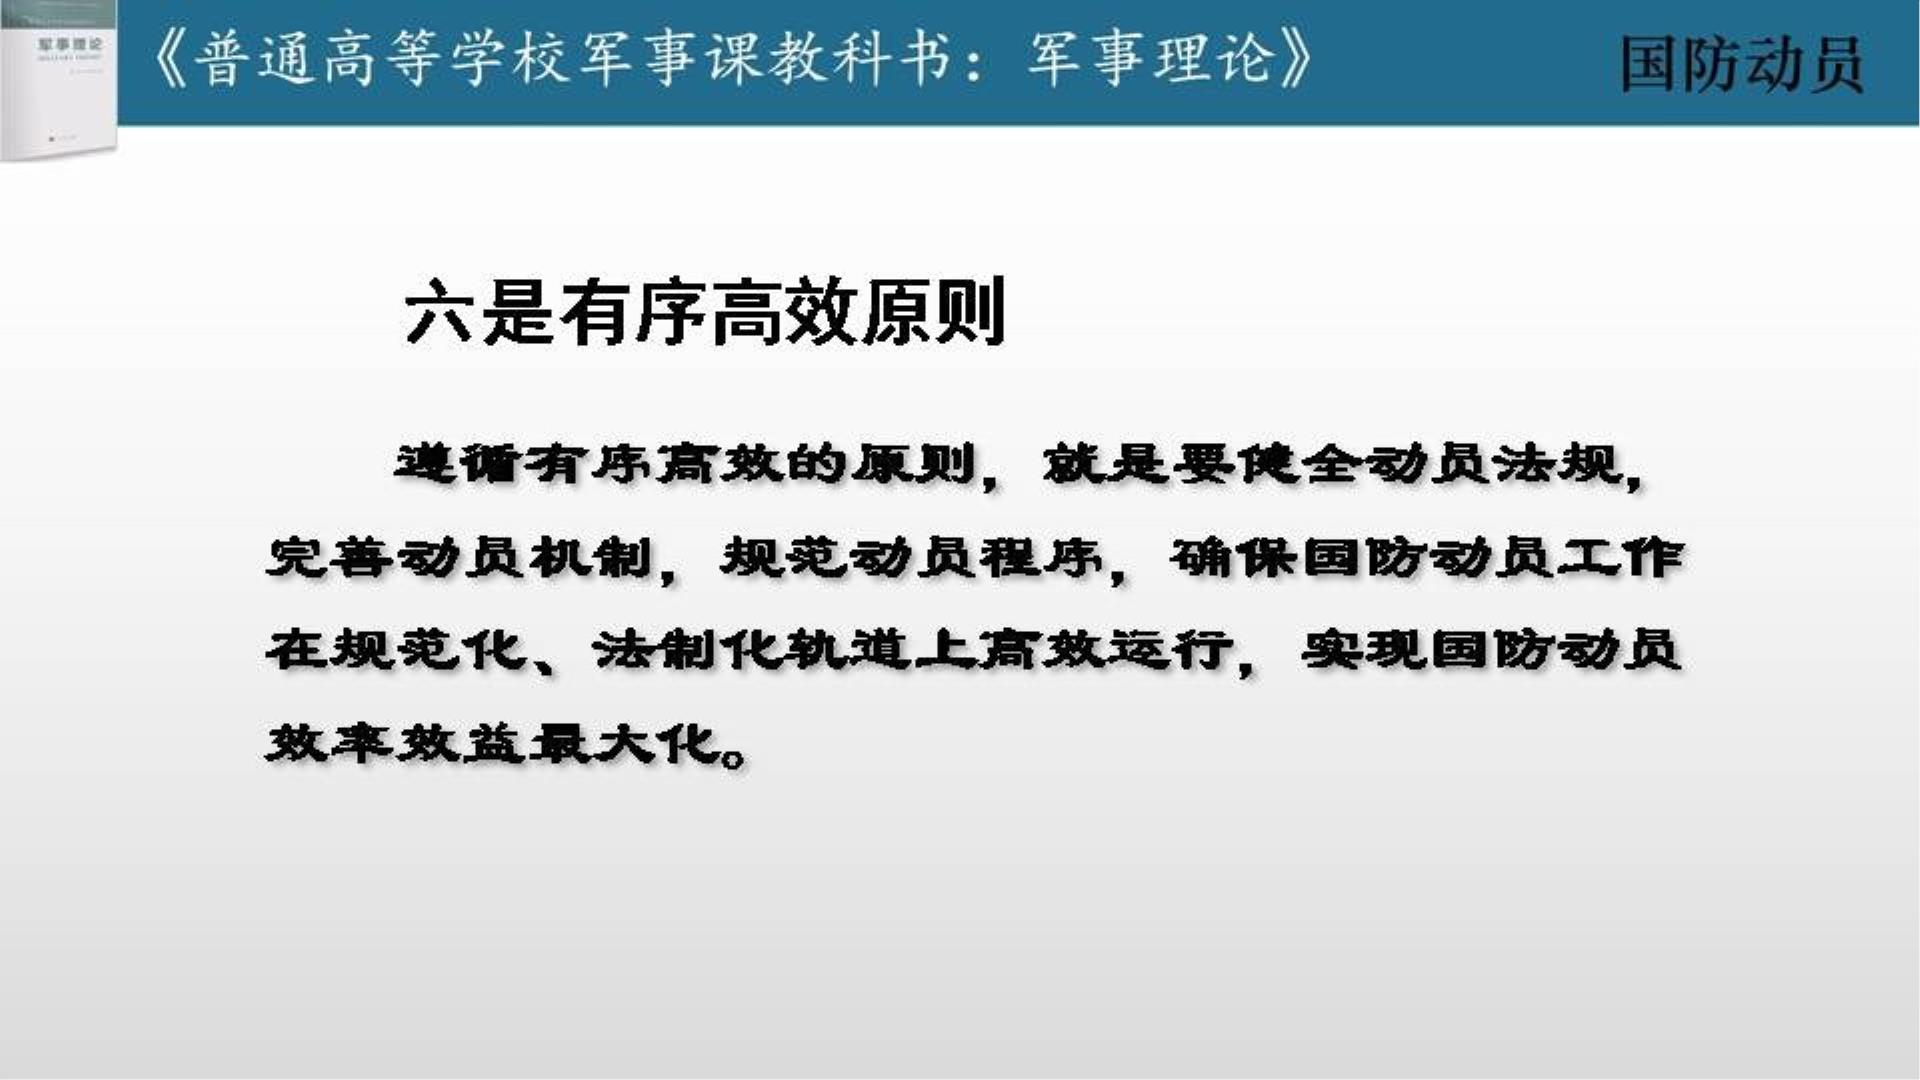 军事理论
《普通高等学校军事课教科书：军事理论》
国防动员
六是有序高效原则
遵循有序高效的原则，就是要健全动员法规，
完善动员机制，规范动员程序，确保国防动员工作
在规范化、法制化轨道上高效运行，实现国防动员
效率效益最大化。